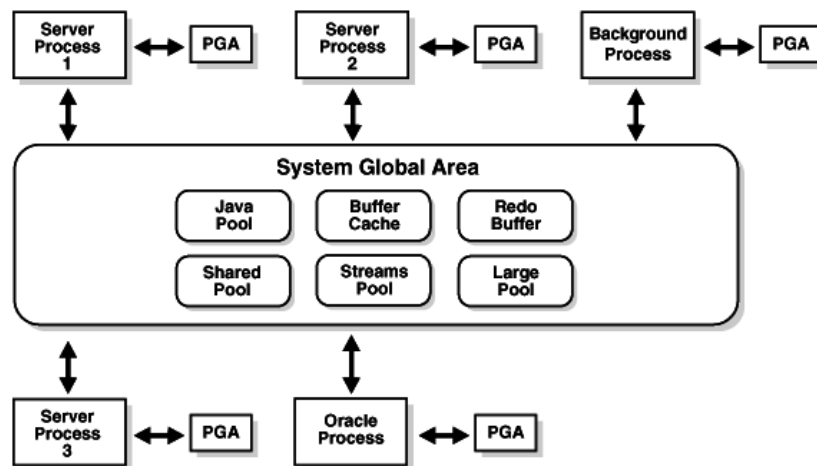 Server
Process
1
PGA
Server
Process
2
PGA
Background
Process
PGA
System Global Area
Java
Pool
Buffer
Cache
Redo
Buffer
Shared
Pool
Streams
Pool
Large
Pool
Server
Process
3
PGA
Oracle
Process
PGA